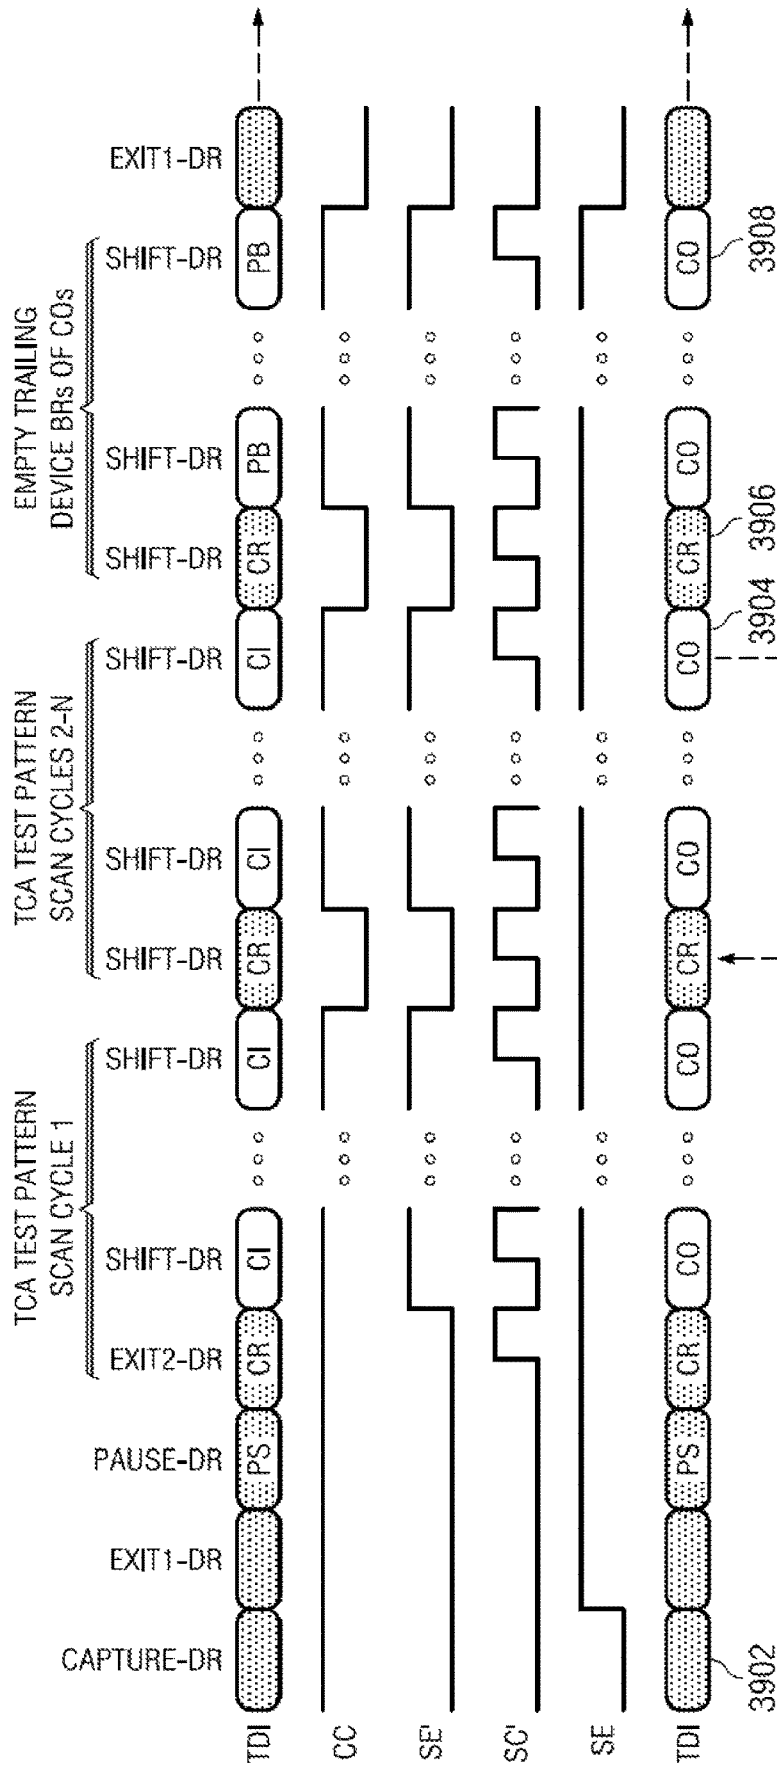 TCA TEST PATTERN
SCAN CYCLE 1
TCA TEST PATTERN
SCAN CYCLES 2-N
EMPTY TRAILING
DEVICE BRs OF COs
CAPTURE-DR
EXIT1-DR
PAUSE-DR
EXIT2-DR
SHIFT-DR
SHIFT-DR
SHIFT-DR
SHIFT-DR
SHIFT-DR
SHIFT-DR
SHIFT-DR
SHIFT-DR
EXIT1-DR
TDI
PS
CR
CI
CI
CR
CI
CI
CR
PB
PB
CC
SE'
SC'
SE
TDI
PS
CR
CO
CO
CR
CO
CO
CR
CO
CO
3902
3904
3906
3908